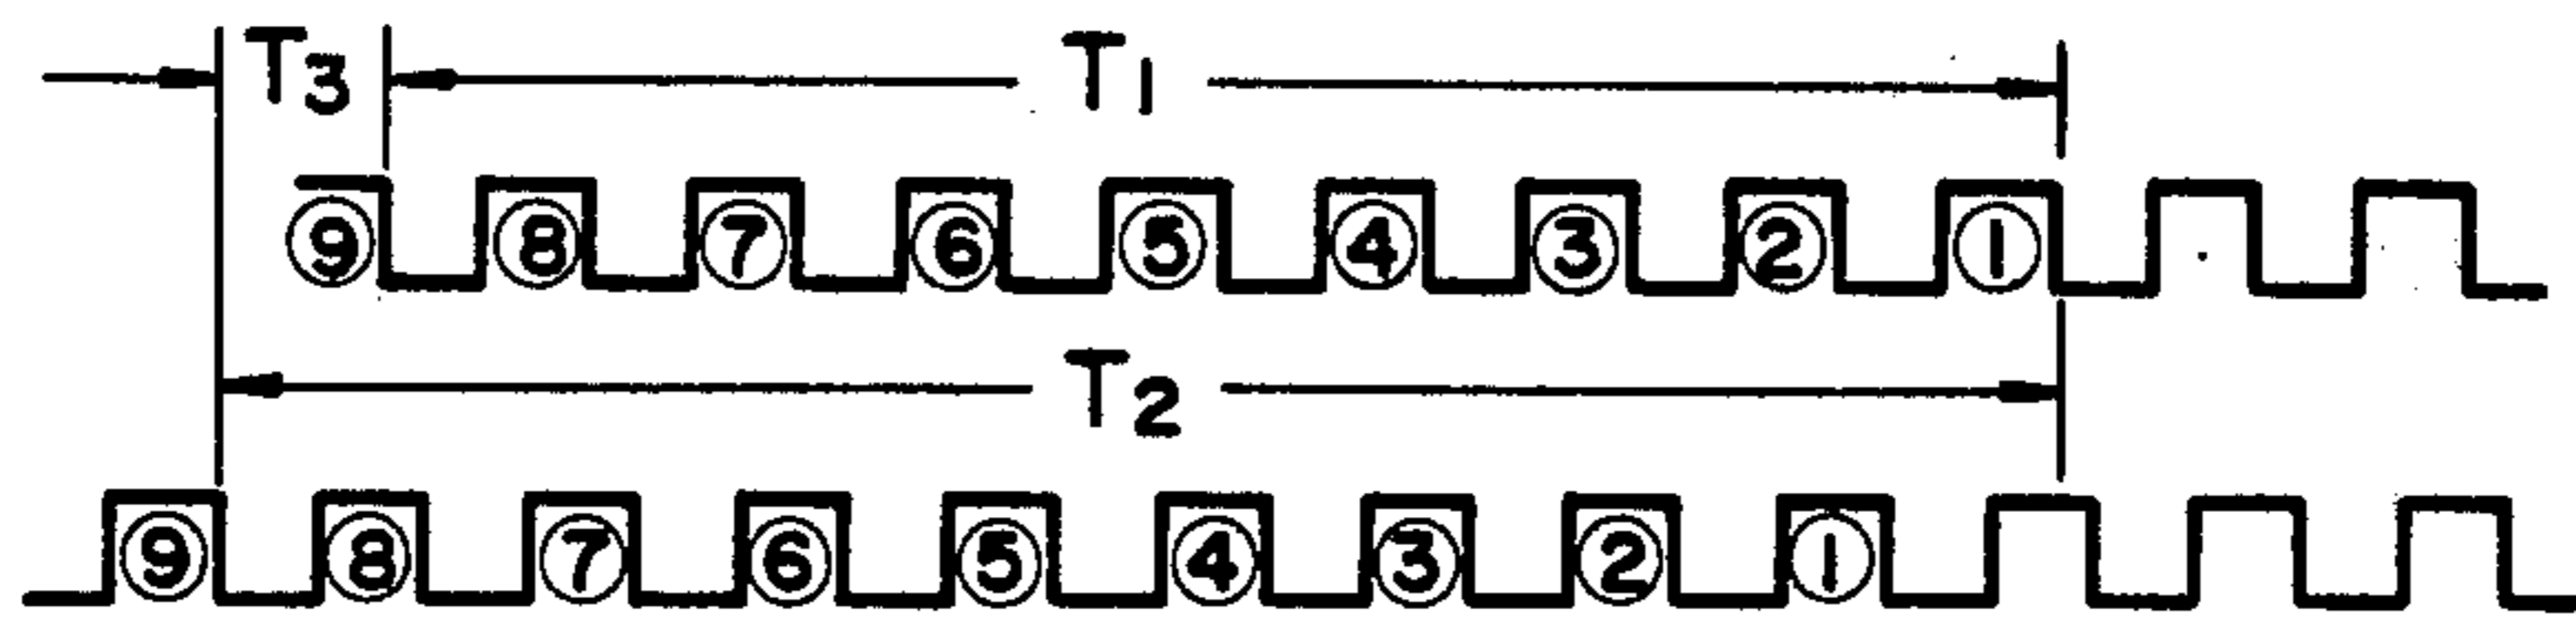 T3 T1
⑨ ⑧ ⑦ ⑥ ⑤ ④ ③ ② ①
T2
⑨ ⑧ ⑦ ⑥ ⑤ ④ ③ ② ①